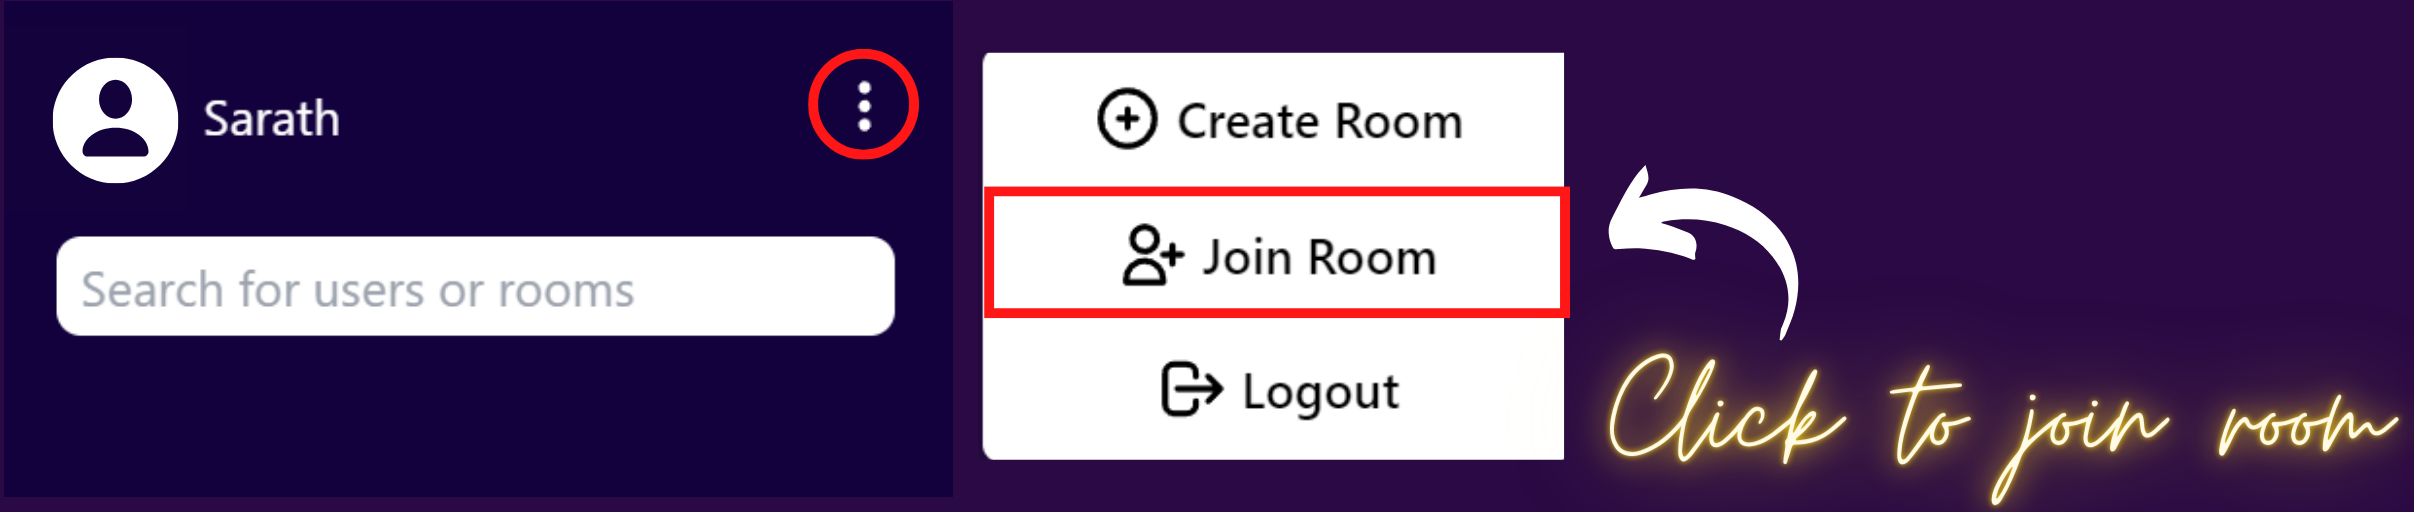 Sarath
Search for users or rooms
Create Room
Join Room
Logout
Click to join room